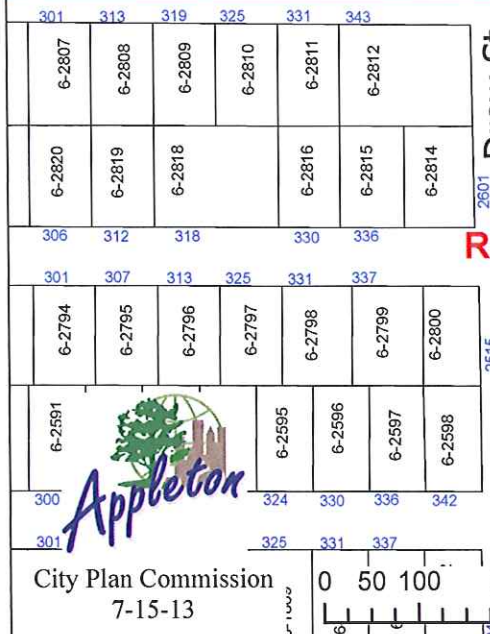 301 313 319 325 331 343
6-2807 6-2808 6-2809 6-2810 6-2811 6-2812
6-2820 6-2819 6-2818 6-2816 6-2815 6-2814
2601
306 312 318 330 336
R
301 307 313 325 331 337
6-2794 6-2795 6-2796 6-2797 6-2798 6-2799 6-2800
2515
6-2591 6-2595 6-2596 6-2597 6-2598
Appleton
300 324 330 336 342
301 325 331 337
City Plan Commission
7-15-13
0 50 100